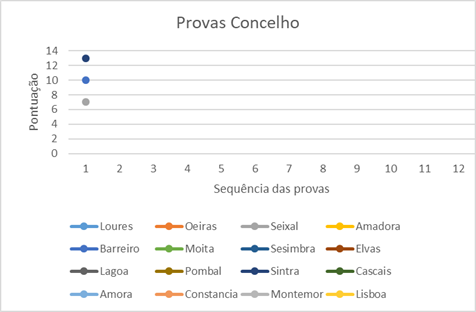 Provas Concelho
14
12
10
8
6
4
2
0
Pontuação
1 2 3 4 5 6 7 8 9 10 11 12
Sequência das provas
Loures Oeiras Seixal Amadora
Barreiro Moita Sesimbra Elvas
Lagoa Pombal Sintra Cascais
Amora Constancia Montemor Lisboa